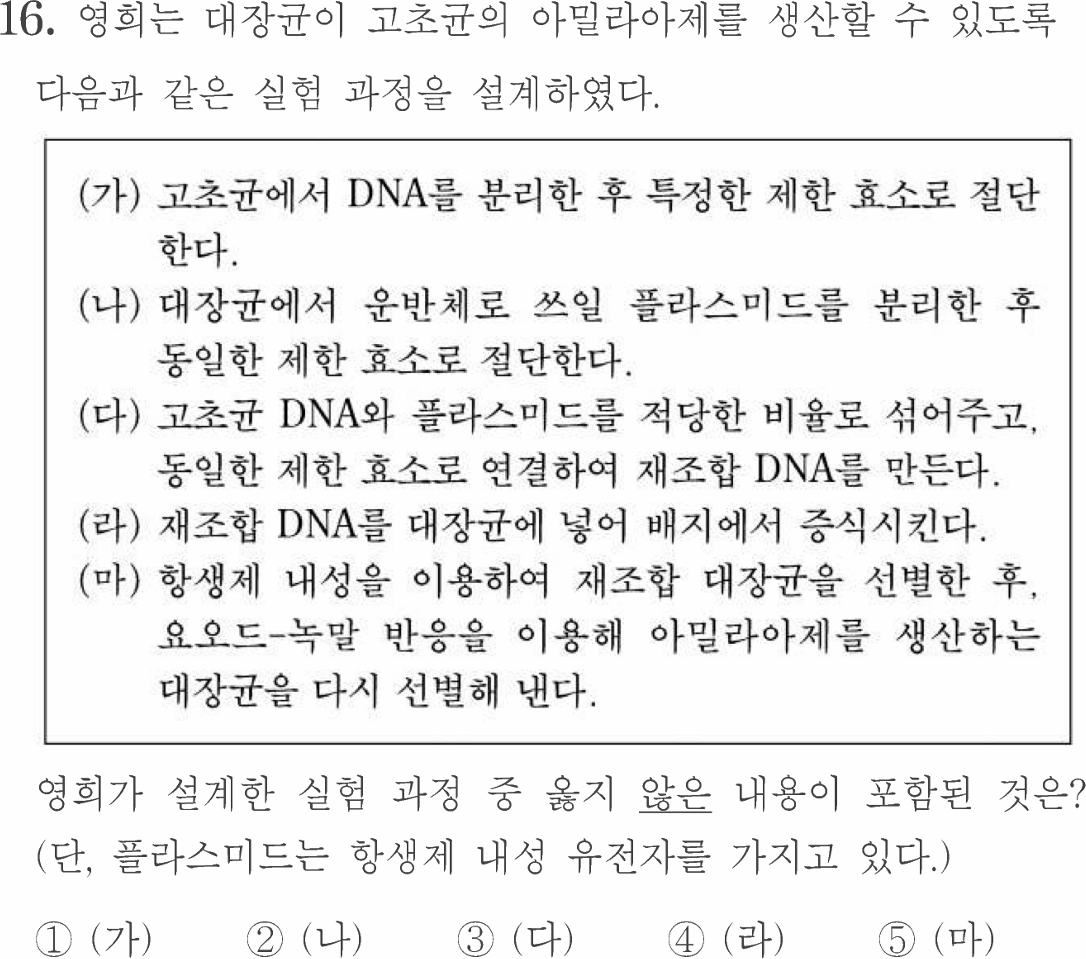 16. 영희는 대장균이 고초균의 아밀라아제를 생산할 수 있도록
다음과 같은 실험 과정을 설계하였다.
(가) 고초균에서 DNA를 분리한 후 특정한 제한 효소로 절단
한다.
(나) 대장균에서 운반체로 쓰일 플라스미드를 분리한 후
동일한 제한 효소로 절단한다.
(다) 고초균 DNA와 플라스미드를 적당한 비율로 섞어주고,
동일한 제한 효소로 연결하여 재조합 DNA를 만든다.
(라) 재조합 DNA를 대장균에 넣어 배지에서 증식시킨다.
(마) 항생제 내성을 이용하여 재조합 대장균을 선별한 후,
요오드-녹말 반응을 이용해 아밀라아제를 생산하는
대장균을 다시 선별해 낸다.
영희가 설계한 실험 과정 중 옳지 않은 내용이 포함된 것은?
(단, 플라스미드는 항생제 내성 유전자를 가지고 있다.)
① (가) ② (나) ③ (다) ④ (라) ⑤ (마)